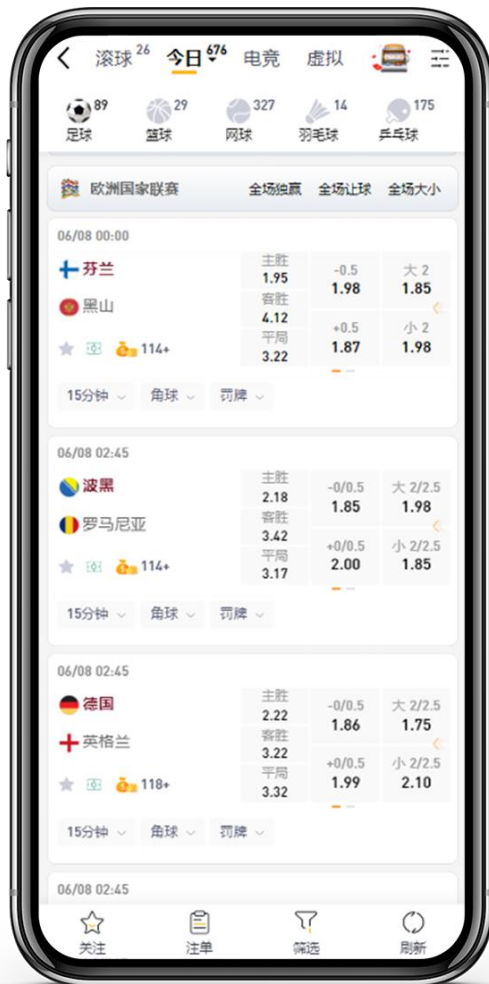 滚球 26 今日 676 电竞 虚拟
89 29 327 14 175
足球 篮球 网球 羽毛球 乒乓球
欧洲国家联赛 全场独赢 全场让球 全场大小
06/08 00:00
芬兰
黑山
114+
主胜
1.95
客胜
4.12
平局
3.22
-0.5
1.98
+0.5
1.87
大 2
1.85
小 2
1.98
15分钟 角球 罚牌
06/08 02:45
波黑
罗马尼亚
114+
主胜
2.18
客胜
3.42
平局
3.17
-0/0.5
1.85
+0/0.5
2.00
大 2/2.5
1.98
小 2/2.5
1.85
15分钟 角球 罚牌
06/08 02:45
德国
英格兰
118+
主胜
2.22
客胜
3.22
平局
3.32
-0/0.5
1.86
+0/0.5
1.99
大 2/2.5
1.75
小 2/2.5
2.10
15分钟 角球 罚牌
06/08 02:45
关注 注单 筛选 刷新